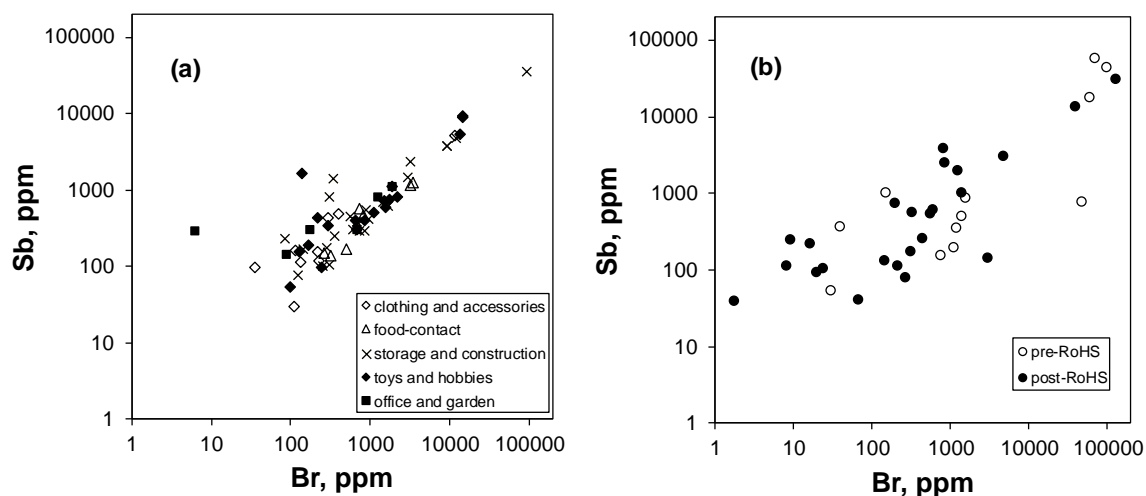 (a)
Sb, ppm
100000
10000
1000
100
10
1
1 10 100 1000 10000 100000
Br, ppm
clothing and accessories
food-contact
storage and construction
toys and hobbies
office and garden
(b)
Sb, ppm
100000
10000
1000
100
10
1
1 10 100 1000 10000 100000
Br, ppm
pre-RoHS
post-RoHS